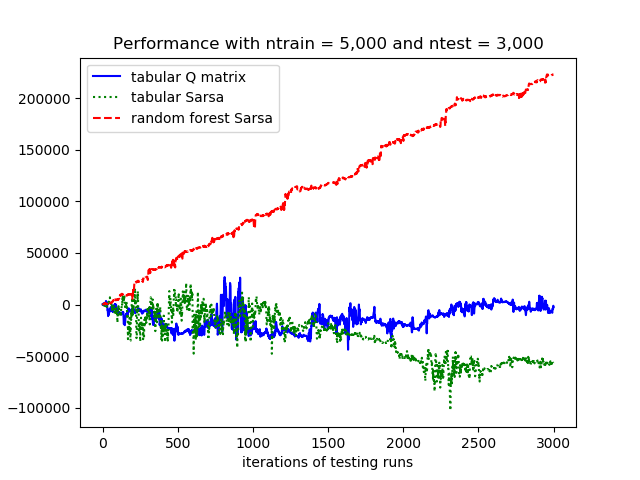 Performance with ntrain = 5,000 and ntest = 3,000
tabular Q matrix
tabular Sarsa
random forest Sarsa
200000
150000
100000
50000
0
−50000
−100000
0 500 1000 1500 2000 2500 3000
iterations of testing runs